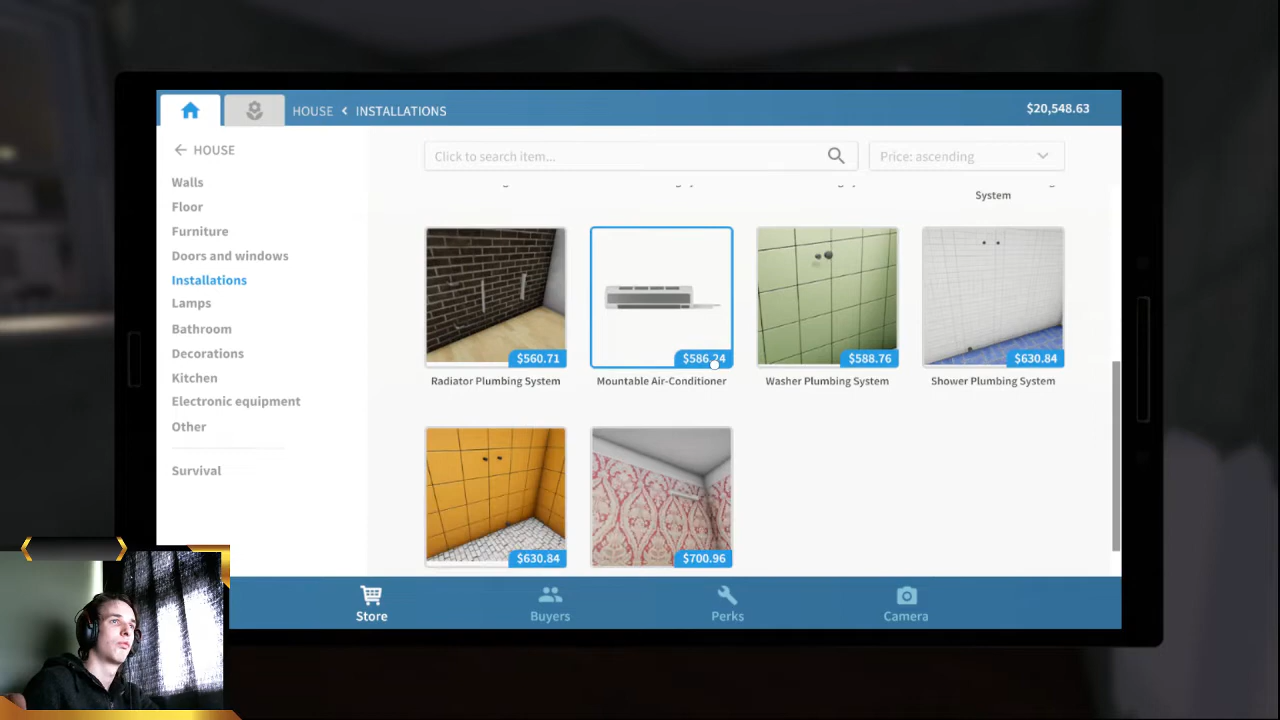 HOUSE < INSTALLATIONS
$20,548.63
HOUSE
Click to search item...
Price: ascending
Walls
Floor
Furniture
Doors and windows
Installations
Lamps
Bathroom
Decorations
Kitchen
Electronic equipment
Other
Survival
System
$560.71
$586.24
$588.76
$630.84
Radiator Plumbing System
Mountable Air-Conditioner
Washer Plumbing System
Shower Plumbing System
$630.84
$700.96
Store
Buyers
Perks
Camera